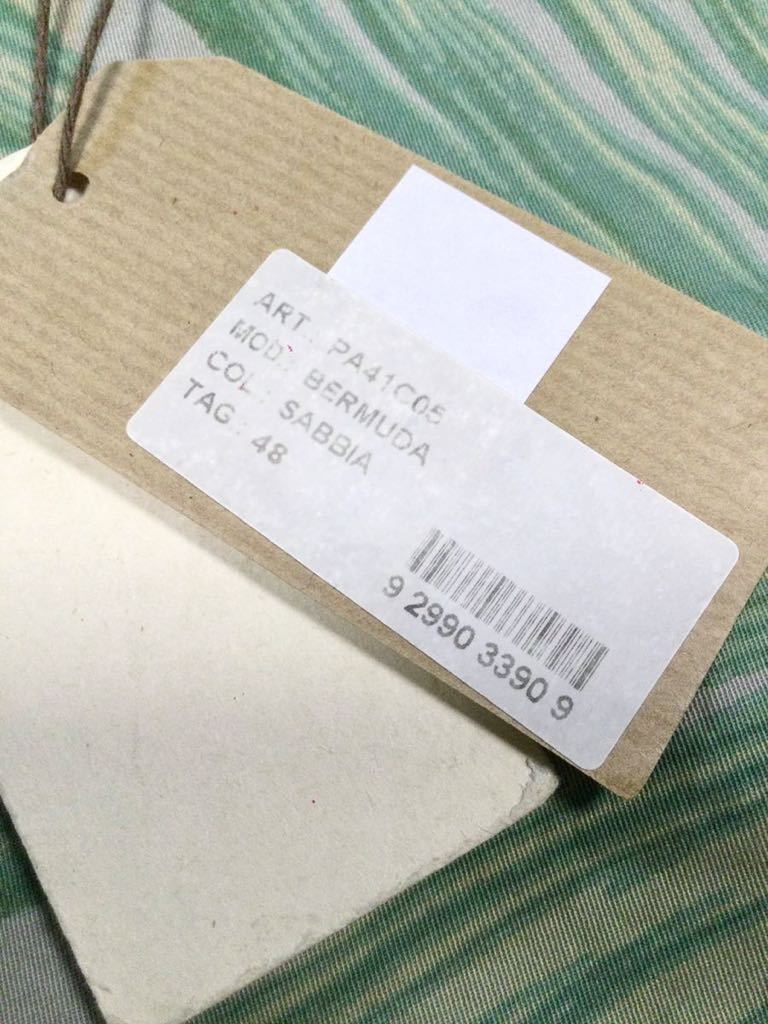 ART.: PA41C05
MOD.: BERMUDA
COL.: SABBIA
TAG.: 48
9 2990 3390 9